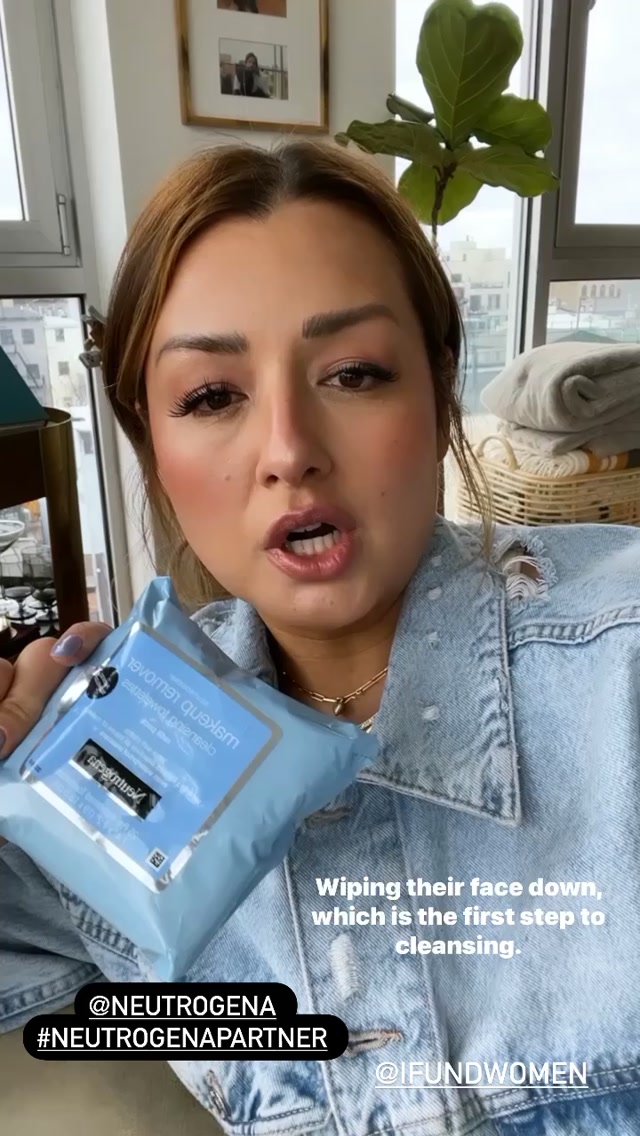 makeup remover
cleansing towelettes
Neutrogena
Wiping their face down,
which is the first step to
cleansing.
@NEUTROGENA
#NEUTROGENAPARTNER
@IFUNDWOMEN